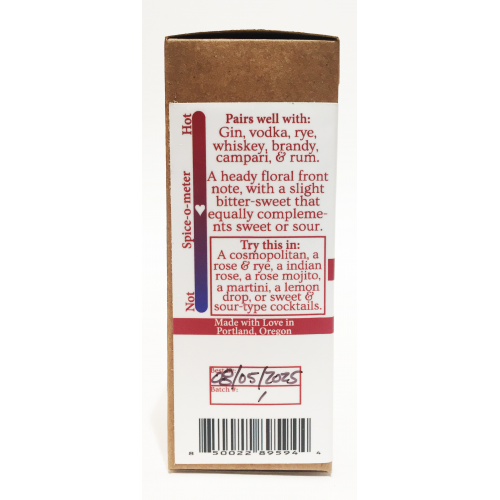 Hot
Spice-o-meter
Not
Pairs well with:
Gin, vodka, rye,
whiskey, brandy,
campari, & rum.
A heady floral front
note, with a slight
bitter-sweet that
equally compleme-
nts sweet or sour.
Try this in:
A cosmopolitan, a
rose & rye, a indian
rose, a rose mojito,
a martini, a lemon
drop, or sweet &
sour-type cocktails.
Made with Love in
Portland, Oregon
08/05/2025
Batch #:
1
8 50022 89594 4